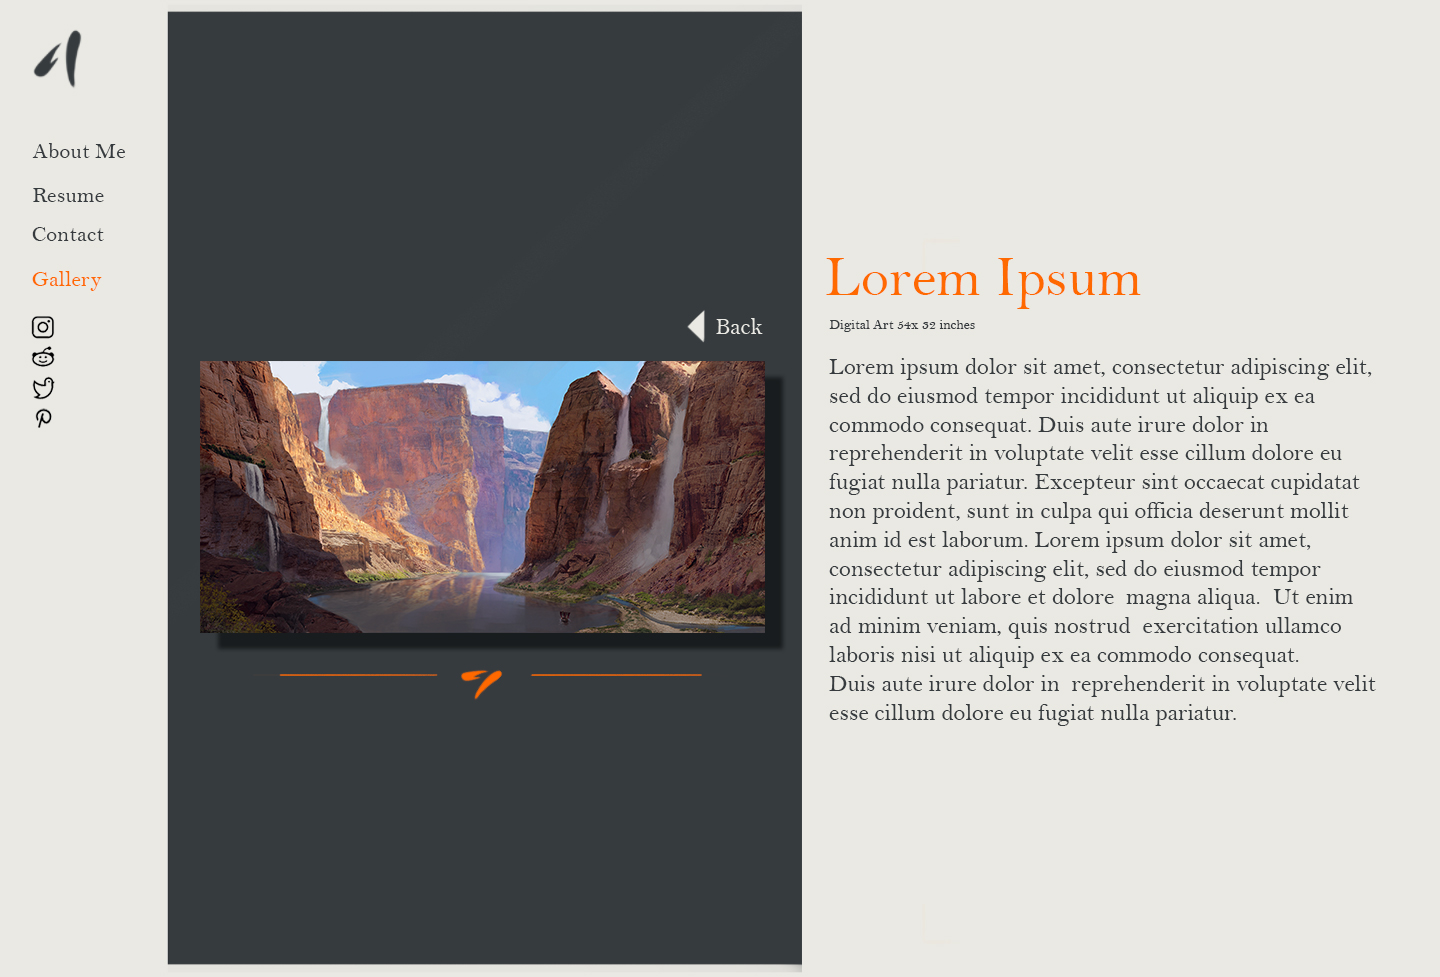 About Me
Resume
Contact
Gallery
Back
Lorem Ipsum
Digital Art 54x 32 inches
Lorem ipsum dolor sit amet, consectetur adipiscing elit,
sed do eiusmod tempor incididunt ut aliquip ex ea
commodo consequat. Duis aute irure dolor in
reprehenderit in voluptate velit esse cillum dolore eu
fugiat nulla pariatur. Excepteur sint occaecat cupidatat
non proident, sunt in culpa qui officia deserunt mollit
anim id est laborum. Lorem ipsum dolor sit amet,
consectetur adipiscing elit, sed do eiusmod tempor
incididunt ut labore et dolore  magna aliqua.  Ut enim
ad minim veniam, quis nostrud  exercitation ullamco
laboris nisi ut aliquip ex ea commodo consequat.
Duis aute irure dolor in  reprehenderit in voluptate velit
esse cillum dolore eu fugiat nulla pariatur.